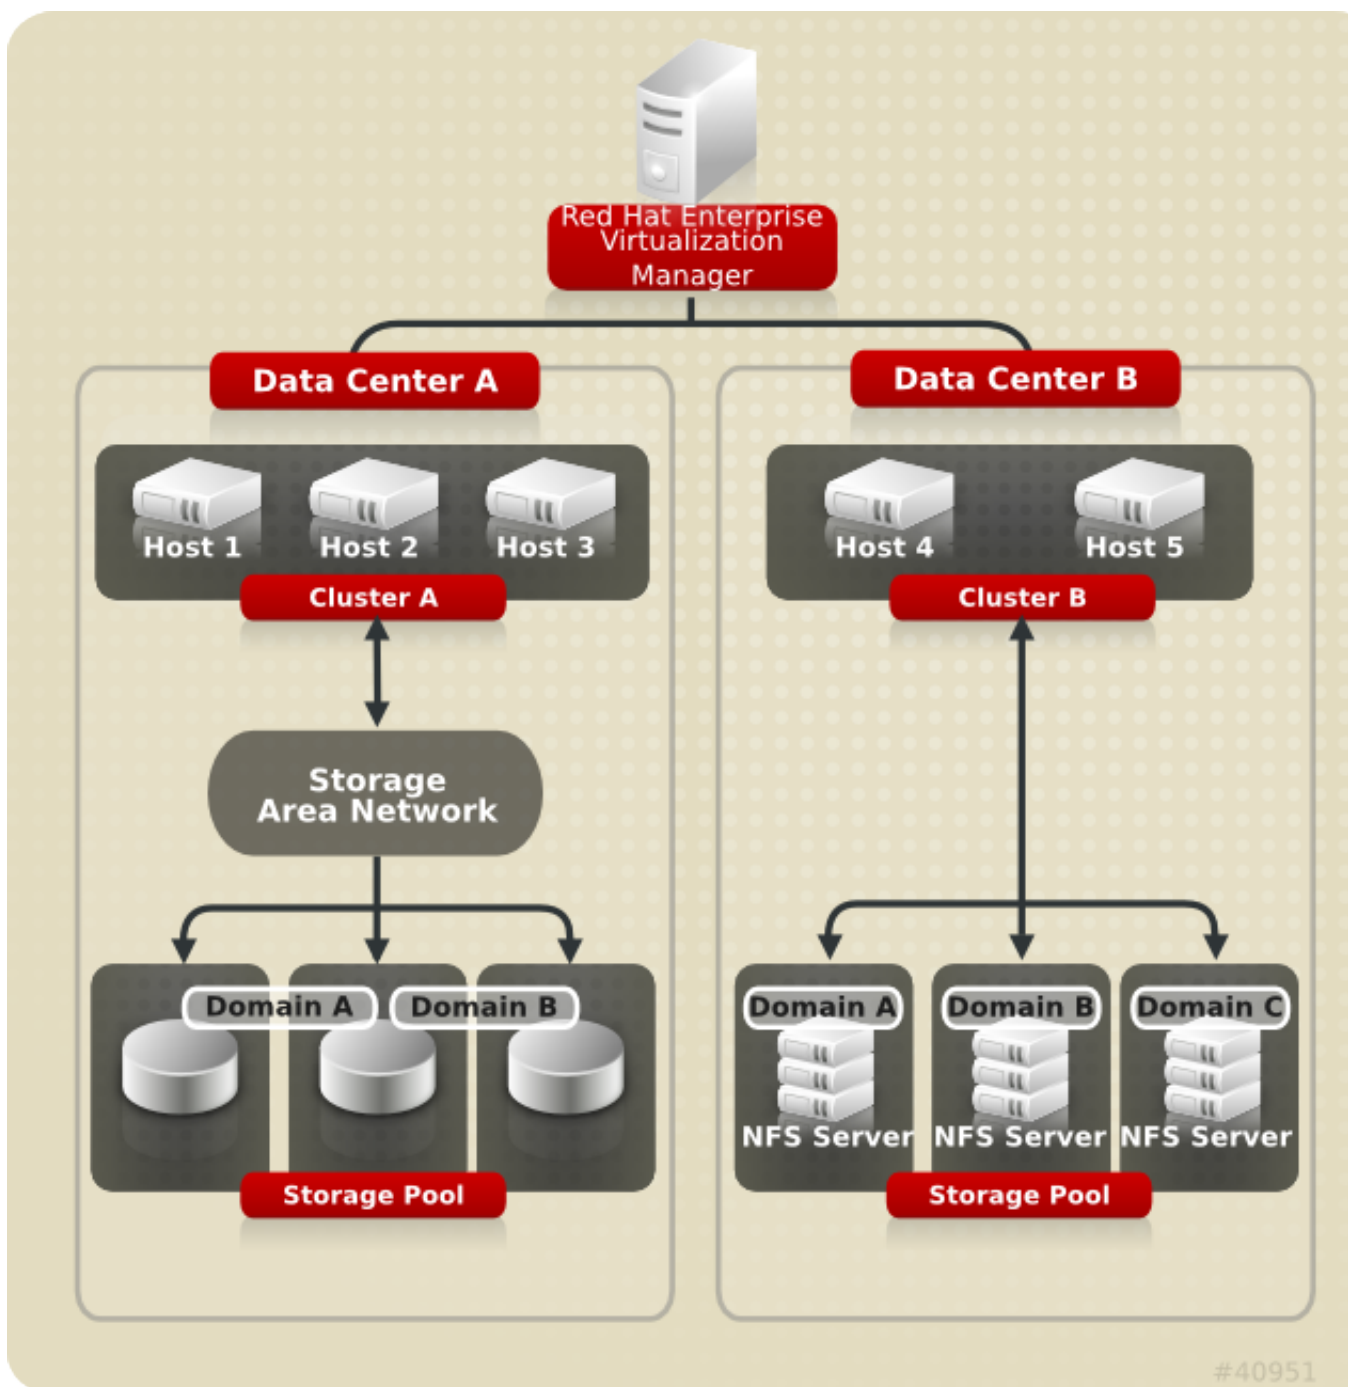 Red Hat Enterprise
Virtualization
Manager
Data Center A
Data Center B
Host 1
Host 2
Host 3
Host 4
Host 5
Cluster A
Cluster B
Storage
Area Network
Domain A
Domain B
Domain A
Domain B
Domain C
NFS Server
NFS Server
NFS Server
Storage Pool
Storage Pool
#40951